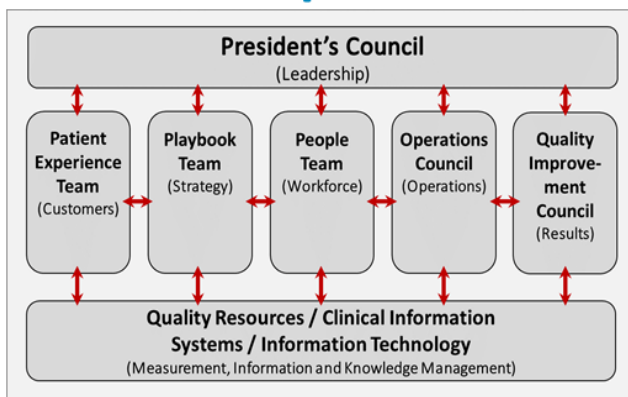 President's Council
(Leadership)
Patient
Experience
Team
(Customers)
Playbook
Team
(Strategy)
People
Team
(Workforce)
Operations
Council
(Operations)
Quality
Improve-
ment
Council
(Results)
Quality Resources / Clinical Information
Systems / Information Technology
(Measurement, Information and Knowledge Management)